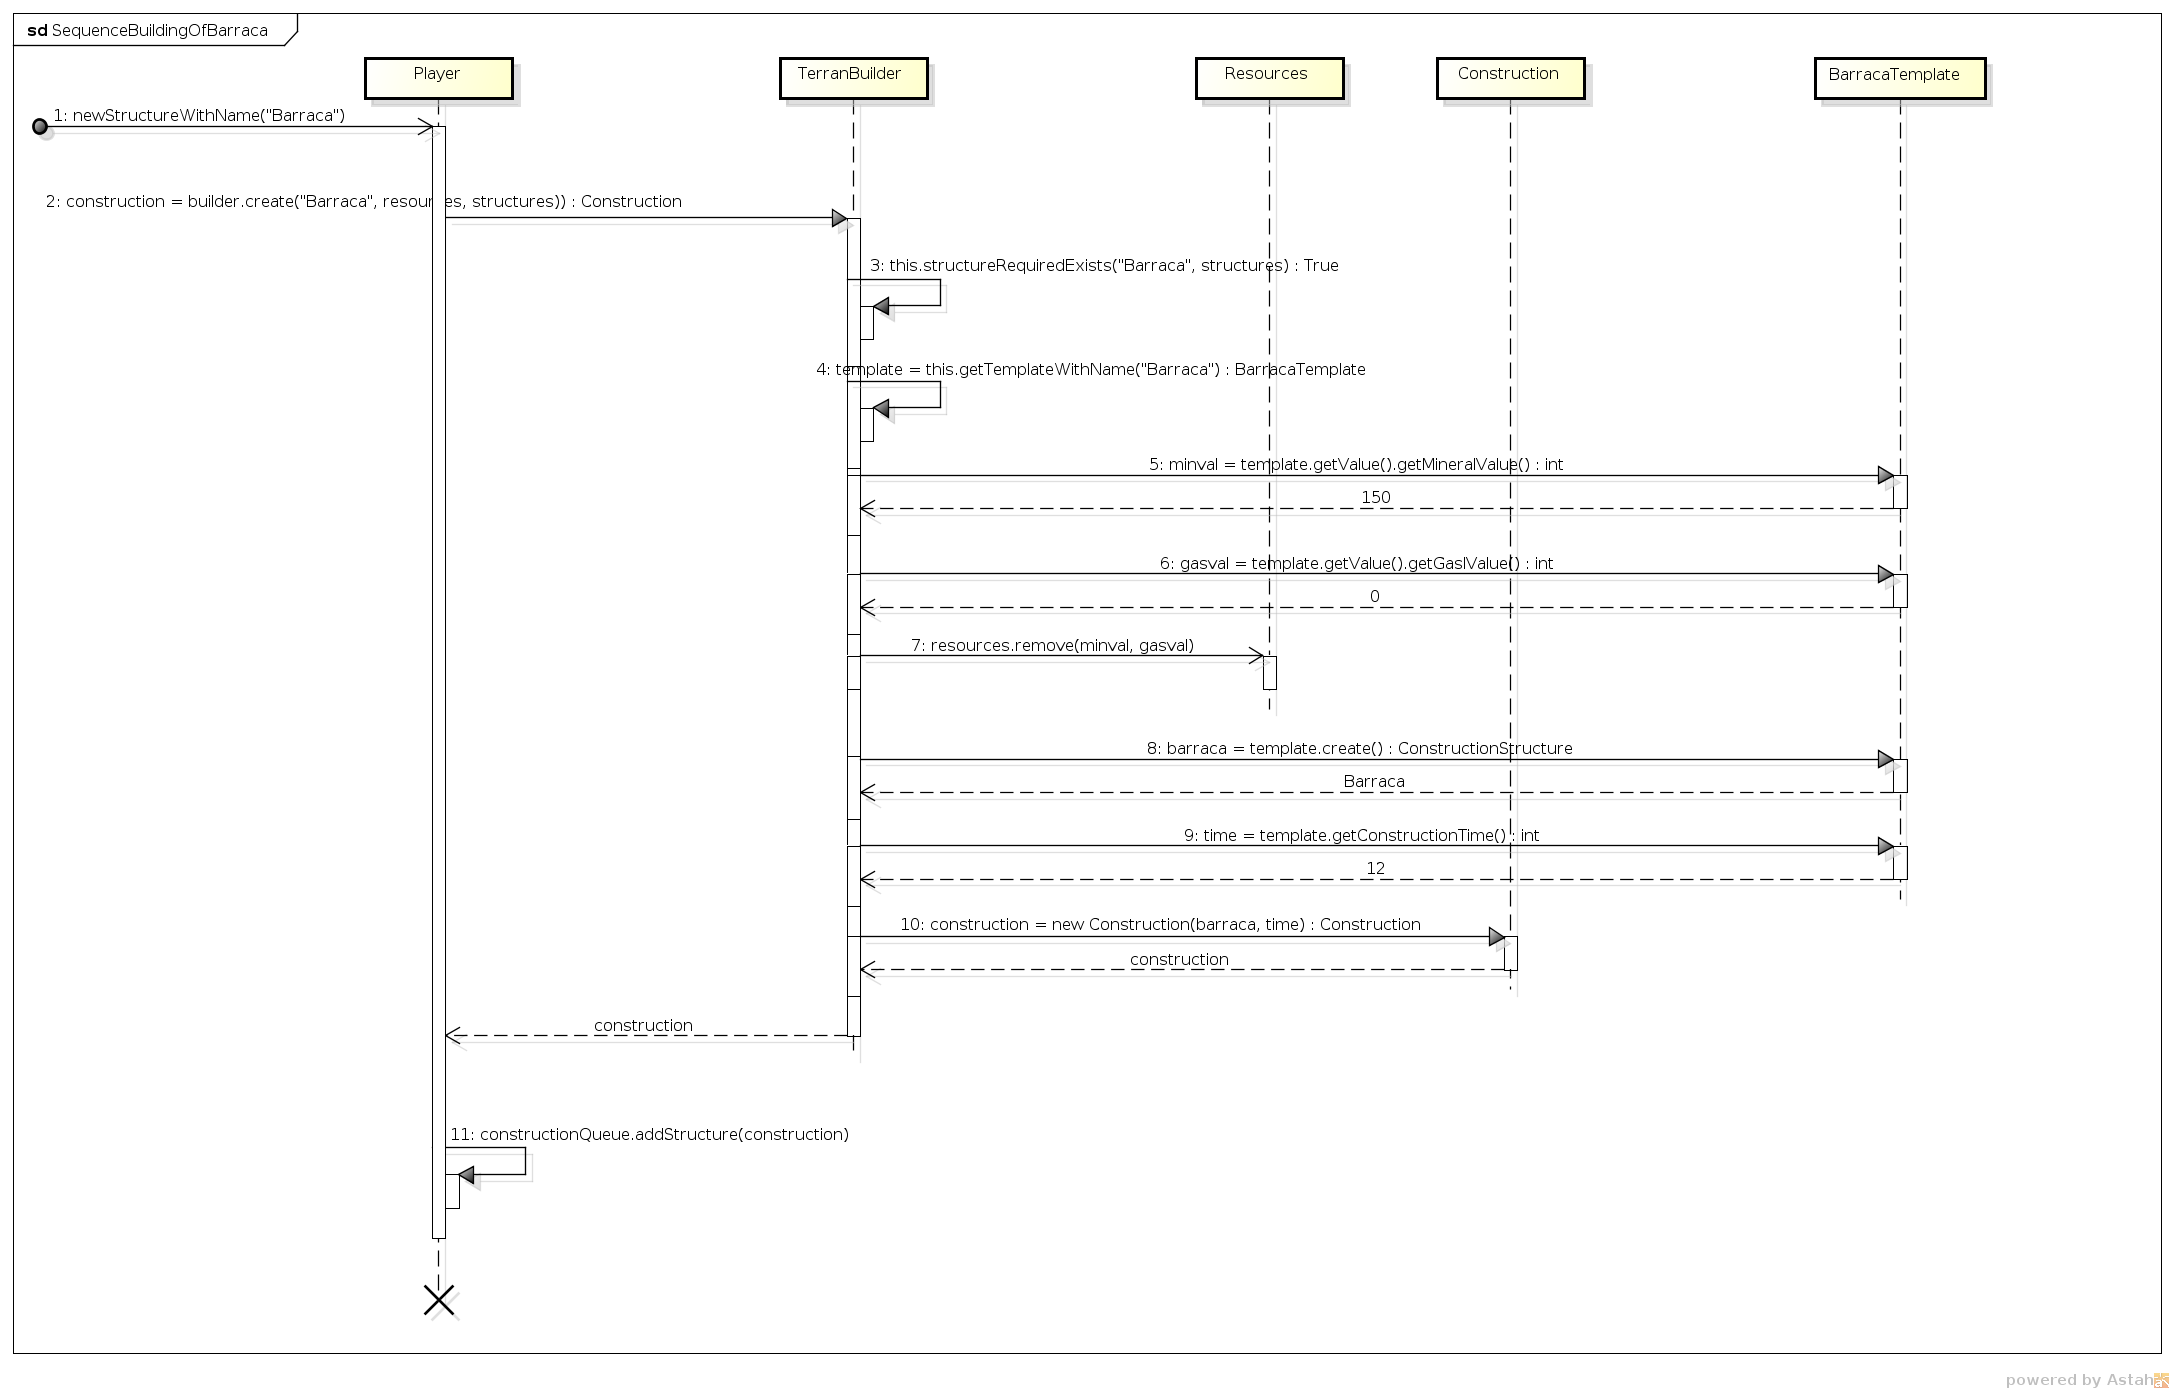 sd SequenceBuildingOfBarraca
Player
TerranBuilder
Resources
Construction
BarracaTemplate
1: newStructureWithName("Barraca")
2: construction = builder.create("Barraca", resources, structures)) : Construction
3: this.structureRequiredExists("Barraca", structures) : True
4: template = this.getTemplateWithName("Barraca") : BarracaTemplate
5: minval = template.getValue().getMineralValue() : int
150
6: gasval = template.getValue().getGaslValue() : int
0
7: resources.remove(minval, gasval)
8: barraca = template.create() : ConstructionStructure
Barraca
9: time = template.getConstructionTime() : int
12
10: construction = new Construction(barraca, time) : Construction
construction
construction
11: constructionQueue.addStructure(construction)
powered by Astah